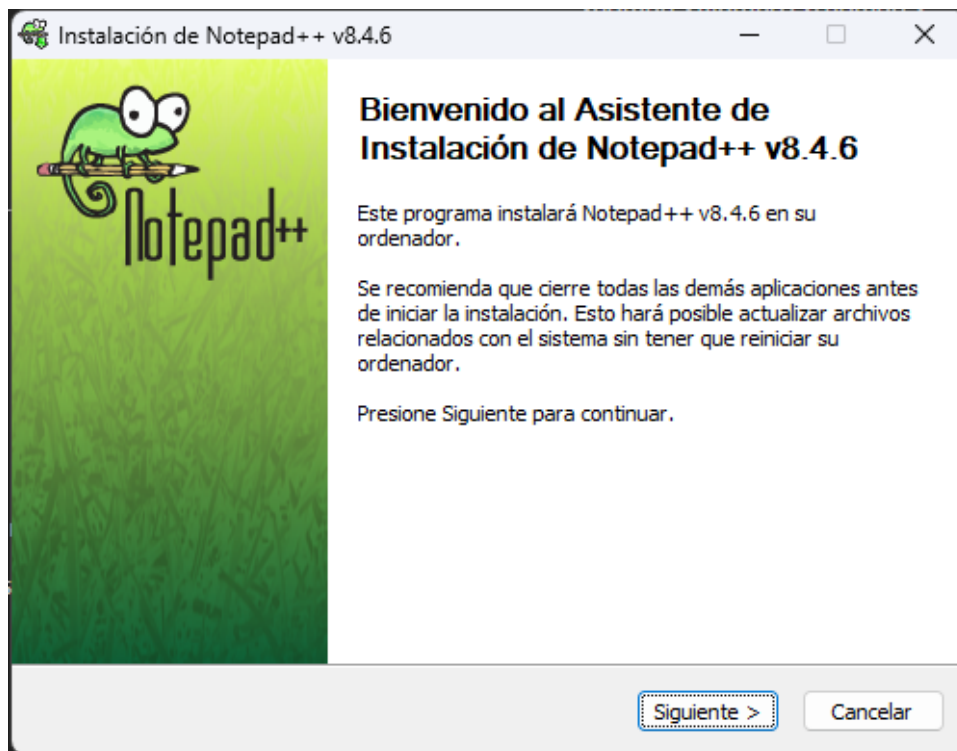 Instalación de Notepad++ v8.4.6
Notepad++
Bienvenido al Asistente de
Instalación de Notepad++ v8.4.6
Este programa instalará Notepad++ v8.4.6 en su
ordenador.
Se recomienda que cierre todas las demás aplicaciones antes
de iniciar la instalación. Esto hará posible actualizar archivos
relacionados con el sistema sin tener que reiniciar su
ordenador.
Presione Siguiente para continuar.
Siguiente >
Cancelar